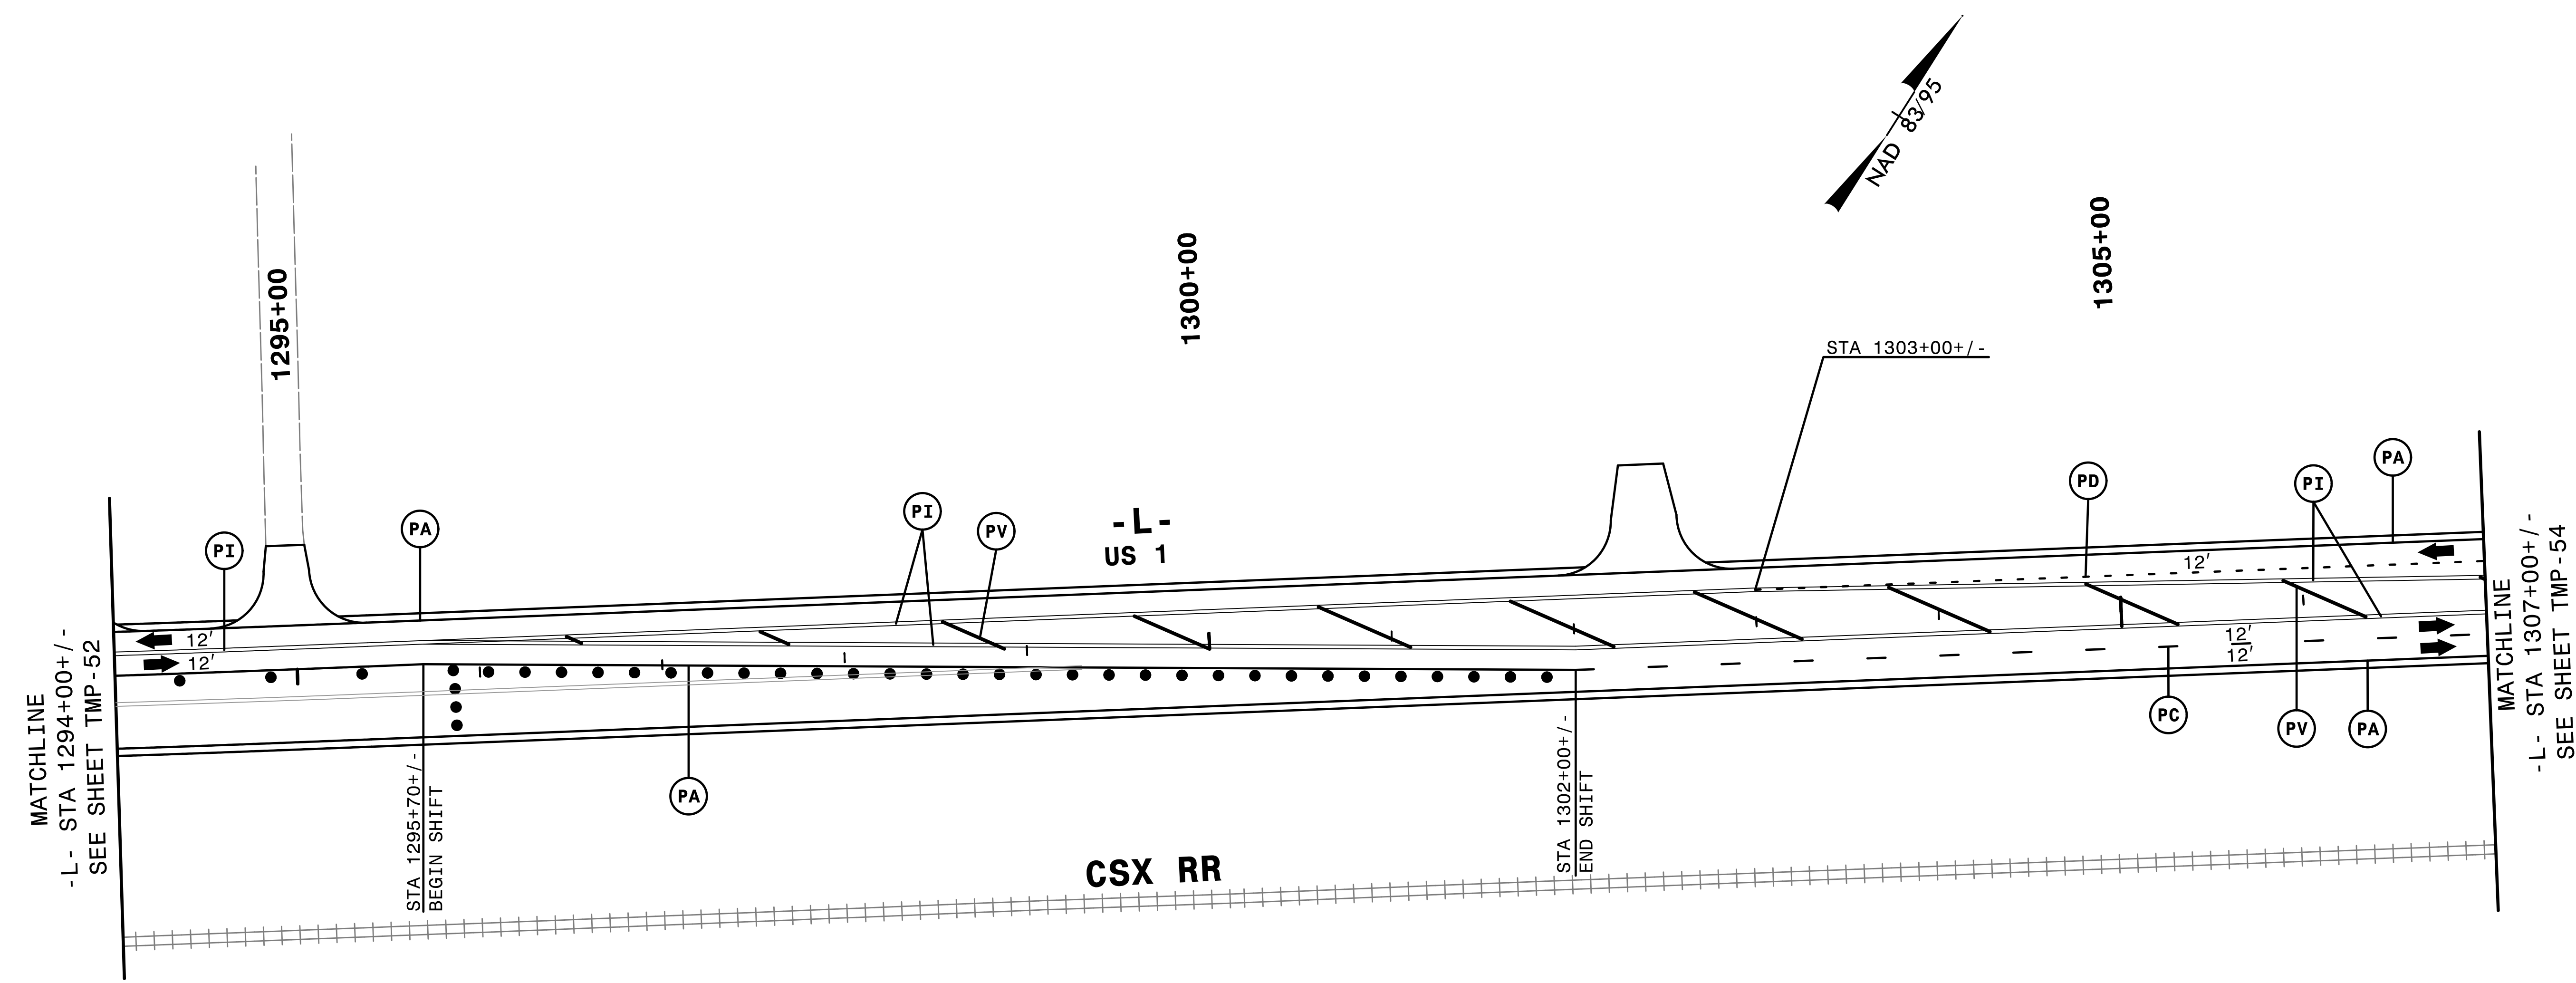 NAD 83/95
1295+00
1300+00
1305+00
STA 1303+00+/-
PI
PA
PI
PV
-L-
US 1
PD
PI
PA
12'
12'
12'
12'
12'
MATCHLINE
-L- STA 1294+00+/-
SEE SHEET TMP-52
MATCHLINE
-L- STA 1307+00+/-
SEE SHEET TMP-54
STA 1295+70+/-
BEGIN SHIFT
PA
STA 1302+00+/-
END SHIFT
PC
PV
PA
CSX RR